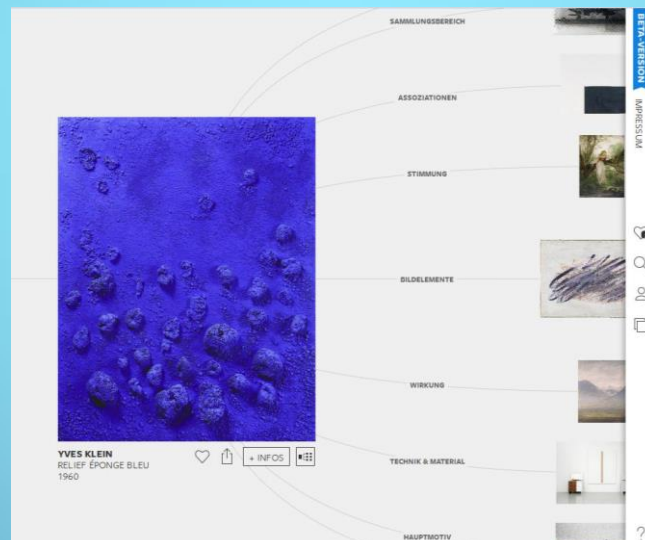 SAMMLUNGSBEREICH
ASSOZIATIONEN
STIMMUNG
BILDELEMENTE
WIRKUNG
TECHNIK & MATERIAL
HAUPTMOTIV
YVES KLEIN
RELIEF ÉPONGE BLEU
1960
+ INFOS
BETA-VERSION
IMPRESSUM
?